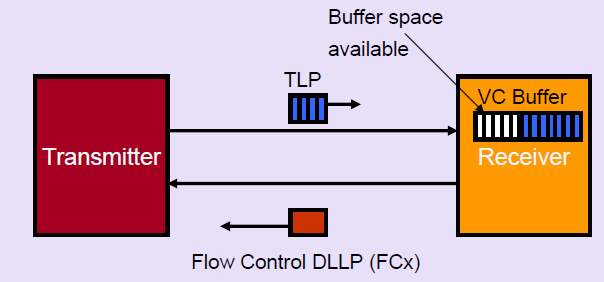 Buffer space
available
TLP
VC Buffer
Transmitter
Receiver
Flow Control DLLP (FCx)